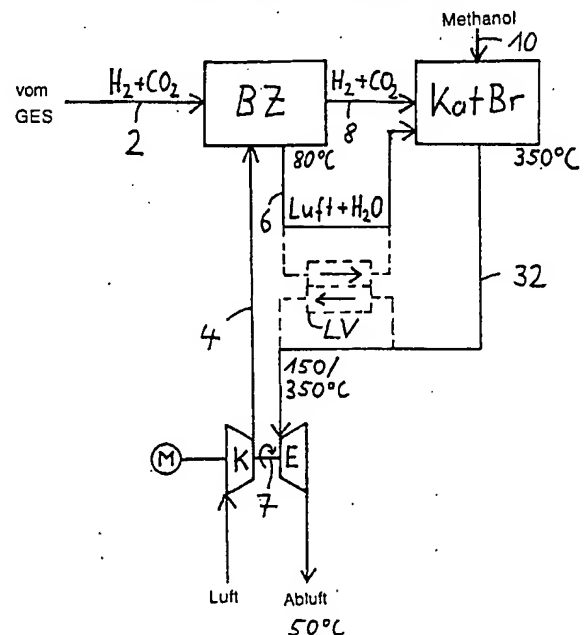 Methanol
10
vom
GES
H₂+CO₂
2
BZ
80°C
H₂+CO₂
8
KatBr
350°C
6
Luft+H₂O
LV
32
4
150/
350°C
M
K
E
7
Luft
Abluft
50°C